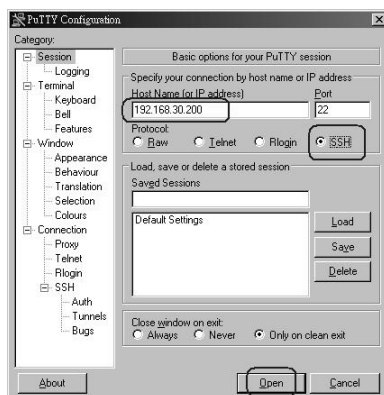 PuTTY Configuration
Category:
Session
Logging
Terminal
Keyboard
Bell
Features
Window
Appearance
Behaviour
Translation
Selection
Colours
Connection
Proxy
Telnet
Rlogin
SSH
Auth
Tunnels
Bugs
Basic options for your PuTTY session
Specify your connection by host name or IP address
Host Name (or IP address) Port
192.168.30.200 22
Protocol:
Raw Telnet Rlogin SSH
Load, save or delete a stored session
Saved Sessions
Default Settings
Load
Save
Delete
Close window on exit:
Always Never Only on clean exit
About Open Cancel